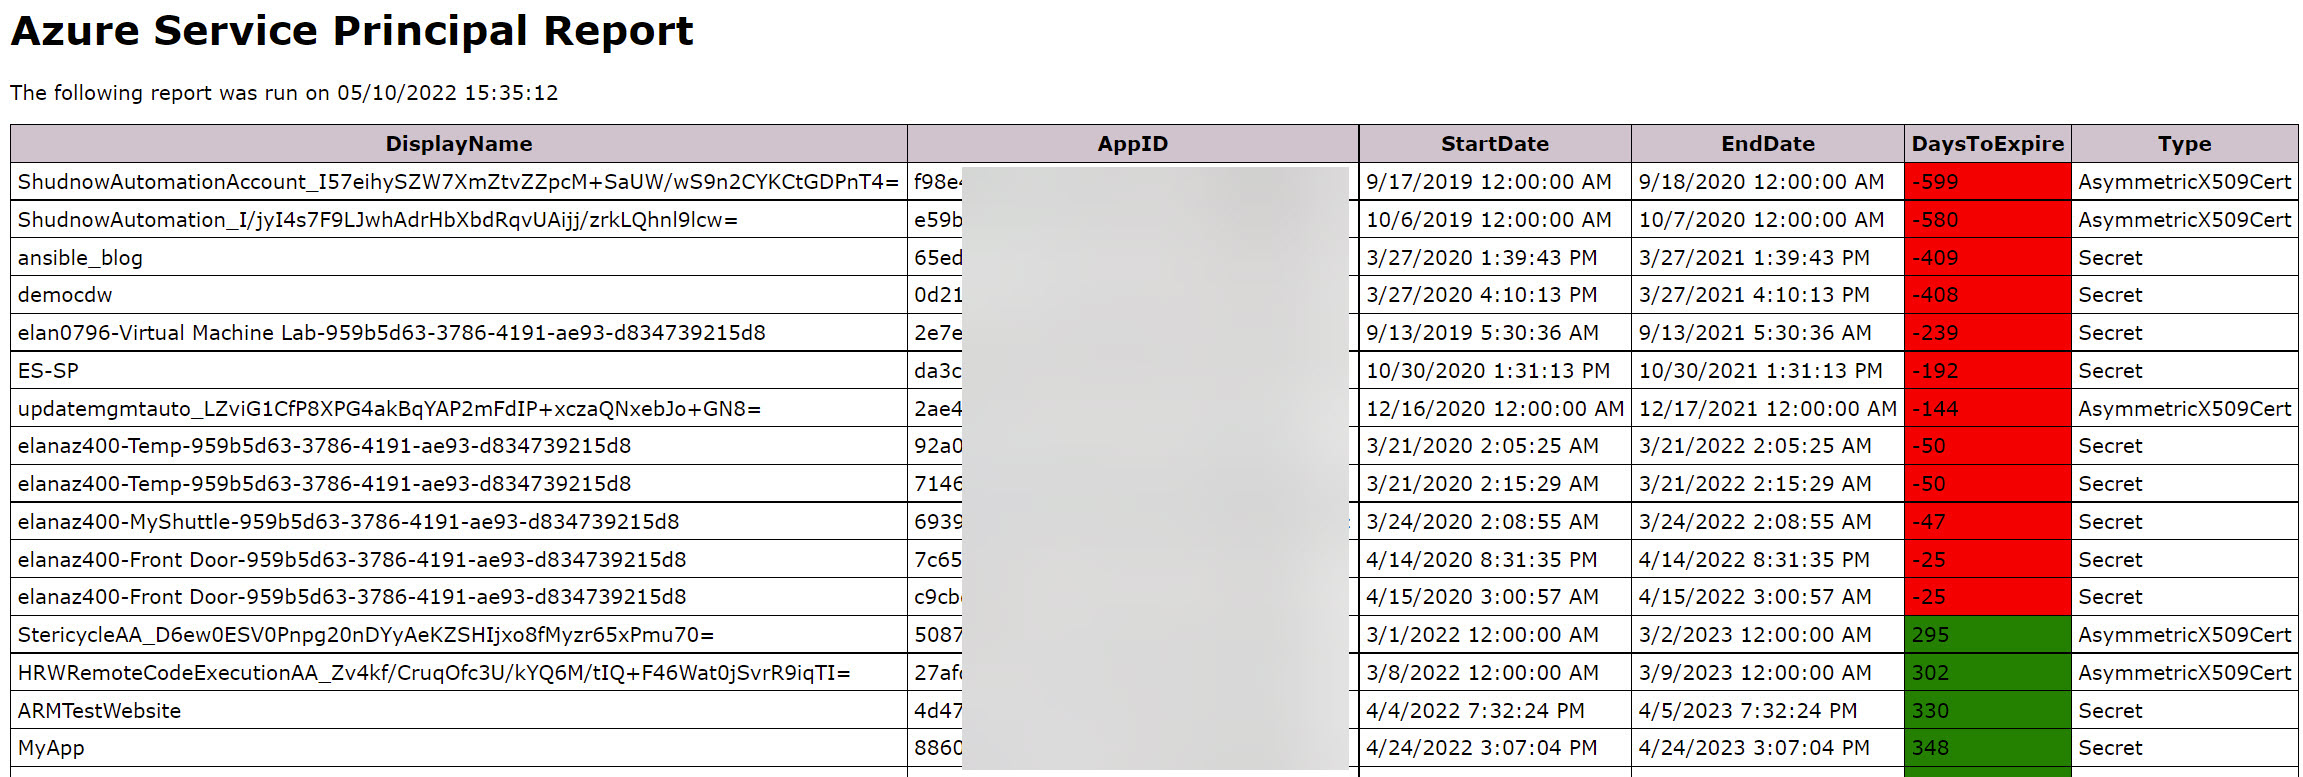 Azure Service Principal Report
The following report was run on 05/10/2022 15:35:12
DisplayName AppID StartDate EndDate DaysToExpire Type
ShudnowAutomationAccount_I57eihySZW7XmZtvZZpcM+SaUW/wS9n2CYKCtGDPnT4= f98e 9/17/2019 12:00:00 AM 9/18/2020 12:00:00 AM -599 AsymmetricX509Cert
ShudnowAutomation_I/jyI4s7F9LJwhAdrHbXbdRqvUAijj/zrkLQhnl9lcw= e59b 10/6/2019 12:00:00 AM 10/7/2020 12:00:00 AM -580 AsymmetricX509Cert
ansible_blog 65ed 3/27/2020 1:39:43 PM 3/27/2021 1:39:43 PM -409 Secret
democdw 0d21 3/27/2020 4:10:13 PM 3/27/2021 4:10:13 PM -408 Secret
elan0796-Virtual Machine Lab-959b5d63-3786-4191-ae93-d834739215d8 2e7e 9/13/2019 5:30:36 AM 9/13/2021 5:30:36 AM -239 Secret
ES-SP da3c 10/30/2020 1:31:13 PM 10/30/2021 1:31:13 PM -192 Secret
updatemgmtauto_LZviG1CfP8XPG4akBqYAP2mFdIP+xczaQNxebJo+GN8= 2ae4 12/16/2020 12:00:00 AM 12/17/2021 12:00:00 AM -144 AsymmetricX509Cert
elanaz400-Temp-959b5d63-3786-4191-ae93-d834739215d8 92a0 3/21/2020 2:05:25 AM 3/21/2022 2:05:25 AM -50 Secret
elanaz400-Temp-959b5d63-3786-4191-ae93-d834739215d8 7146 3/21/2020 2:15:29 AM 3/21/2022 2:15:29 AM -50 Secret
elanaz400-MyShuttle-959b5d63-3786-4191-ae93-d834739215d8 6939 3/24/2020 2:08:55 AM 3/24/2022 2:08:55 AM -47 Secret
elanaz400-Front Door-959b5d63-3786-4191-ae93-d834739215d8 7c65 4/14/2020 8:31:35 PM 4/14/2022 8:31:35 PM -25 Secret
elanaz400-Front Door-959b5d63-3786-4191-ae93-d834739215d8 c9cb 4/15/2020 3:00:57 AM 4/15/2022 3:00:57 AM -25 Secret
StericycleAA_D6ew0ESV0Pnpg20nDYyAeKZSHIjxo8fMyzr65xPmu70= 5087 3/1/2022 12:00:00 AM 3/2/2023 12:00:00 AM 295 AsymmetricX509Cert
HRWRemoteCodeExecutionAA_Zv4kf/CruqOfc3U/kYQ6M/tIQ+F46Wat0jSvrR9iqTI= 27af 3/8/2022 12:00:00 AM 3/9/2023 12:00:00 AM 302 AsymmetricX509Cert
ARMTestWebsite 4d47 4/4/2022 7:32:24 PM 4/5/2023 7:32:24 PM 330 Secret
MyApp 8860 4/24/2022 3:07:04 PM 4/24/2023 3:07:04 PM 348 Secret